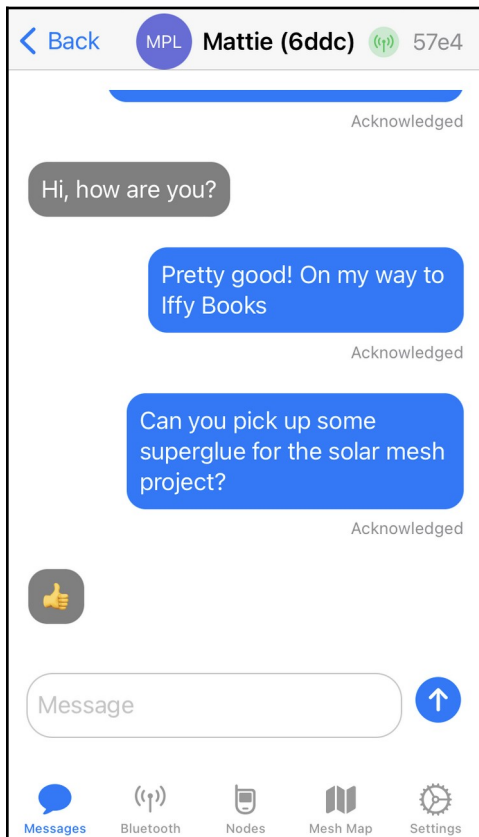 Back MPL Mattie (6ddc) 57e4
Acknowledged
Hi, how are you?
Pretty good! On my way to
Iffy Books
Acknowledged
Can you pick up some
superglue for the solar mesh
project?
Acknowledged
👍
Message
Messages Bluetooth Nodes Mesh Map Settings